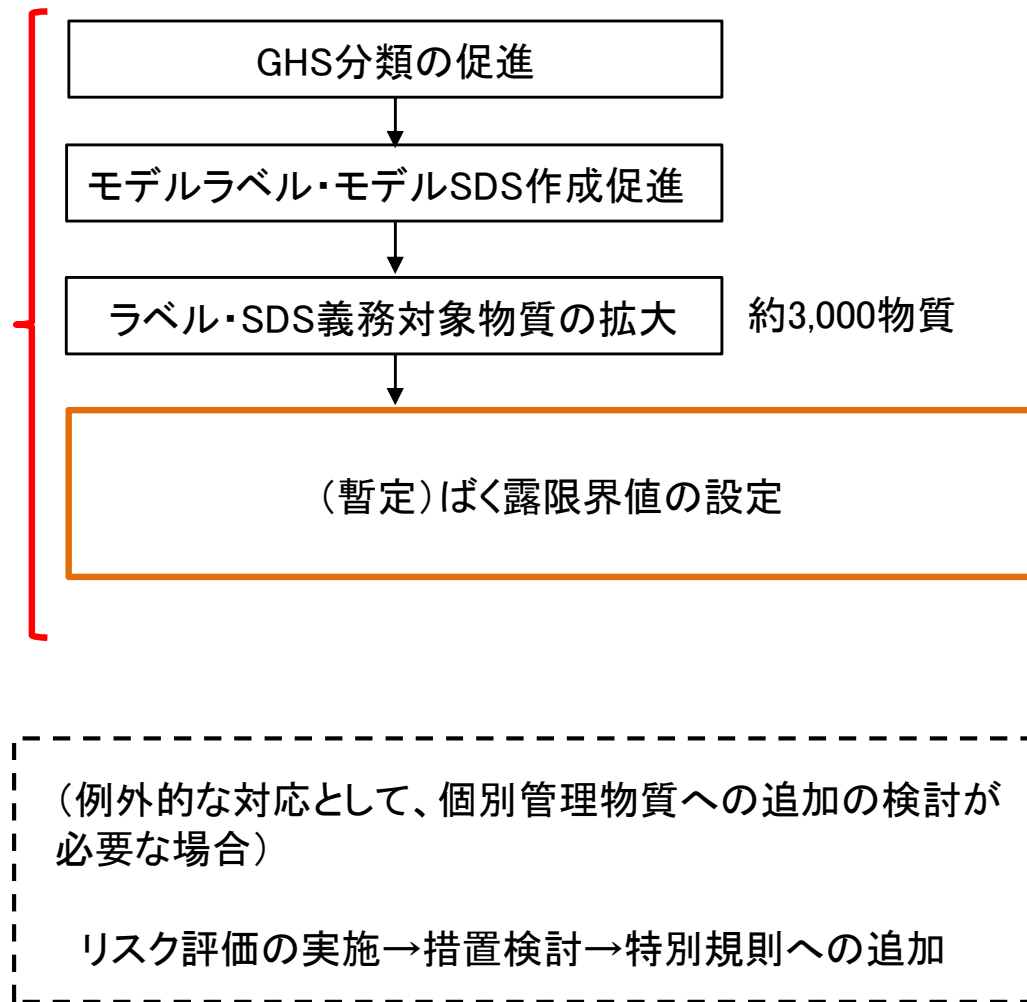 GHS分類の促進
モデルラベル・モデルSDS作成促進
ラベル・SDS義務対象物質の拡大
約3,000物質
(暫定)ばく露限界値の設定
(例外的な対応として、個別管理物質への追加の検討が
必要な場合)
リスク評価の実施→措置検討→特別規則への追加